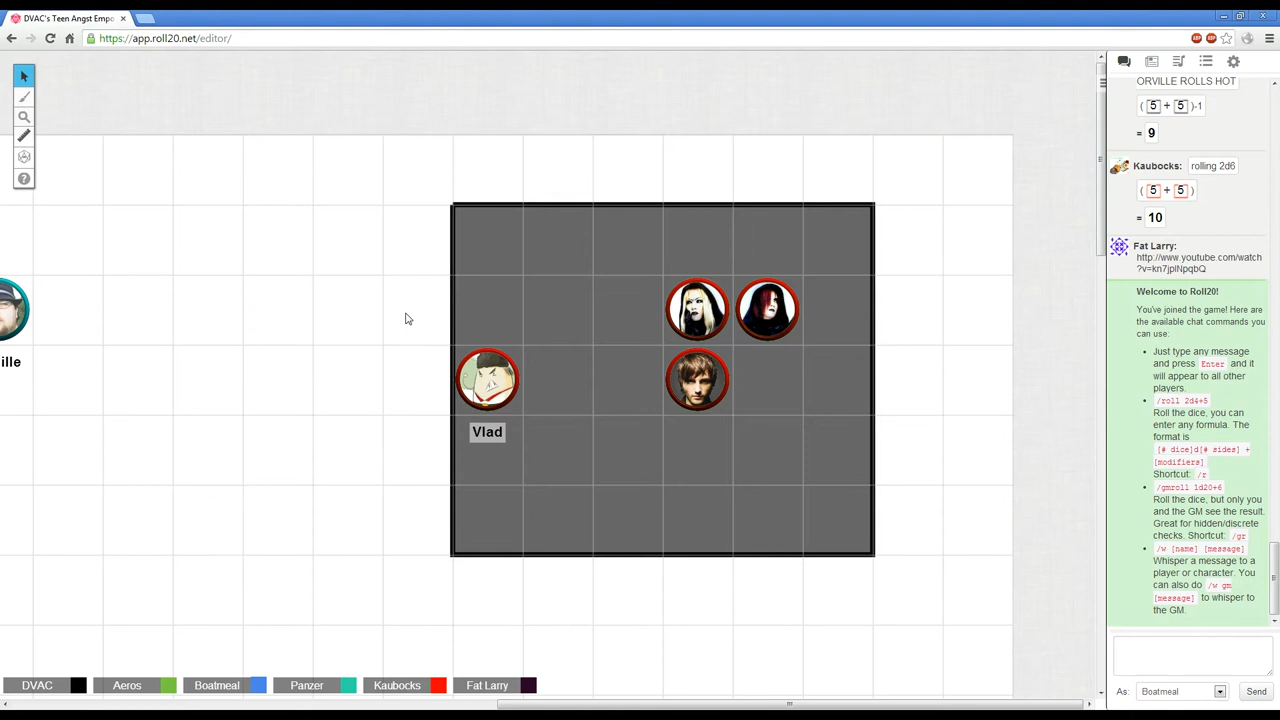 DVAC's Teen Angst Empo
https://app.roll20.net/editor/
ORVILLE ROLLS HOT
( 5 + 5 )-1
= 9
Kaubocks: rolling 2d6
( 5 + 5 )
= 10
Fat Larry:
http://www.youtube.com/watch
?v=kn7jplNpqbQ
Welcome to Roll20!
You've joined the game! Here are
the available chat commands you
can use:
Just type any message
and press Enter and it
will appear to all other
players.
/roll 2d4+5
Roll the dice, you can
enter any formula. The
format is
[# dice]d[# sides] +
[modifiers]
Shortcut: /r
/gmroll 1d20+6
Roll the dice, but only you
and the GM see the result.
Great for hidden/discrete
checks. Shortcut: /gr
/w [name] [message]
Whisper a message to a
player or character. You
can also do /w gm
[message] to whisper to
the GM.
ille
Vlad
DVAC
Aeros
Boatmeal
Panzer
Kaubocks
Fat Larry
As: Boatmeal
Send